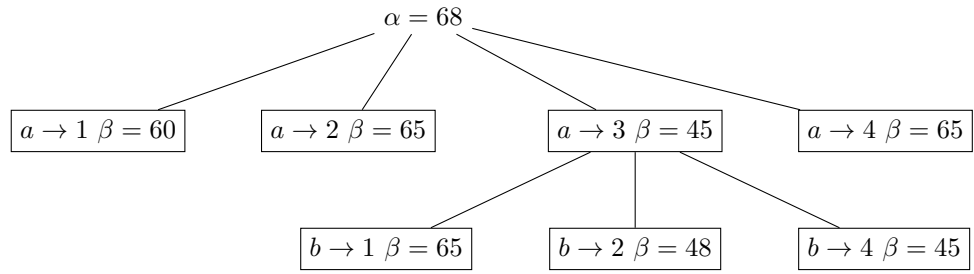 α = 68
a → 1 β = 60
a → 2 β = 65
a → 3 β = 45
a → 4 β = 65
b → 1 β = 65
b → 2 β = 48
b → 4 β = 45